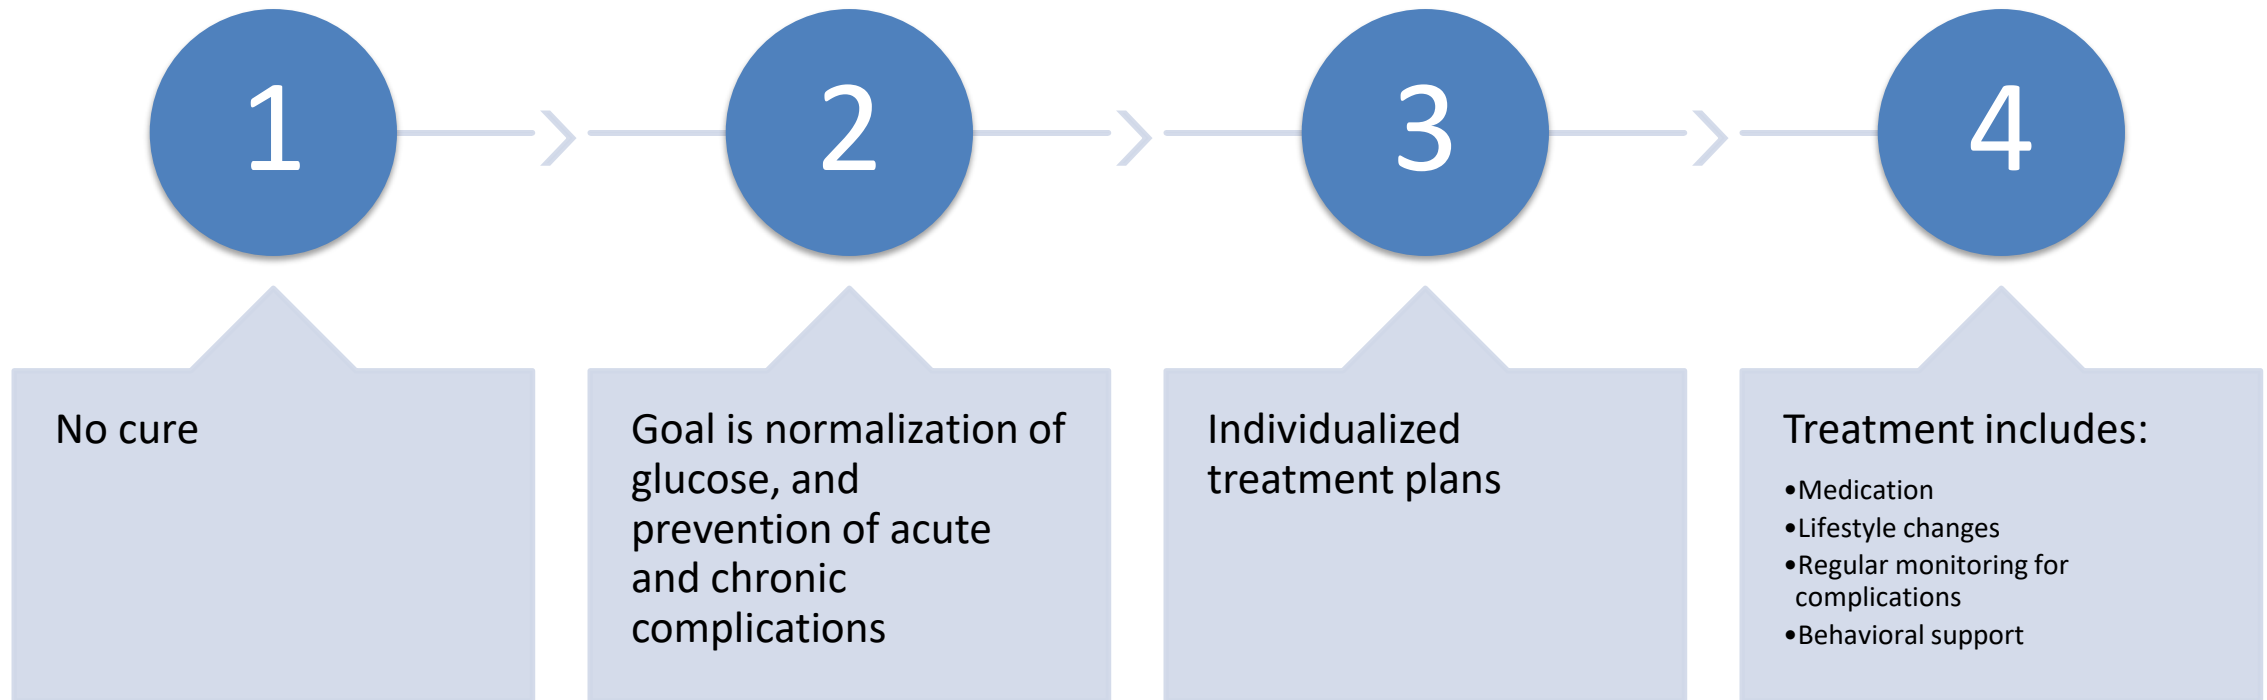 1
2
3
4
No cure
Goal is normalization of
glucose, and
prevention of acute
and chronic
complications
Individualized
treatment plans
Treatment includes:
•Medication
•Lifestyle changes
•Regular monitoring for
complications
•Behavioral support